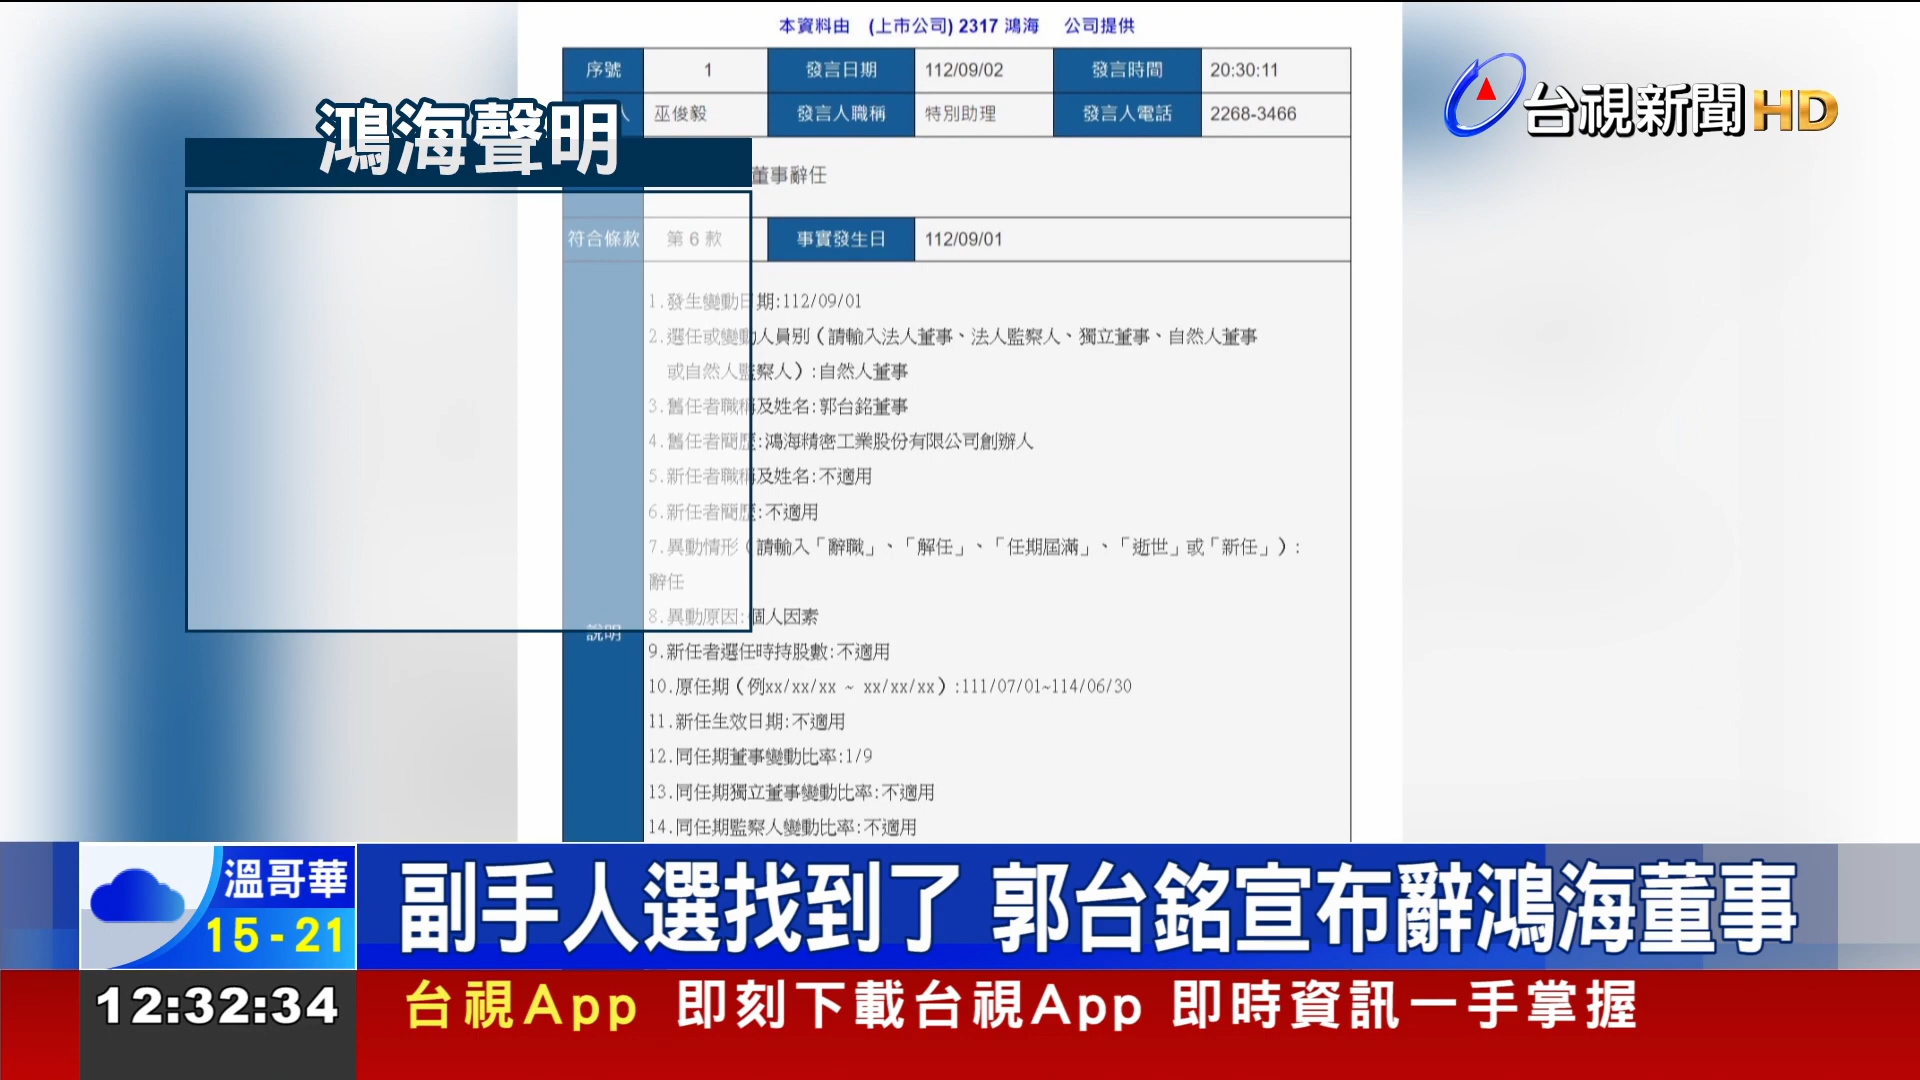 本資料由 (上市公司) 2317 鴻海 公司提供
序號 1 發言日期 112/09/02 發言時間 20:30:11
人 巫俊毅 發言人職稱 特別助理 發言人電話 2268-3466
董事辭任
符合條款 第 6 款 事實發生日 112/09/01
說明
1.發生變動日期:112/09/01
2.選任或變動人員別（請輸入法人董事、法人監察人、獨立董事、自然人董事
或自然人監察人）:自然人董事
3.舊任者職稱及姓名:郭台銘董事
4.舊任者簡歷:鴻海精密工業股份有限公司創辦人
5.新任者職稱及姓名:不適用
6.新任者簡歷:不適用
7.異動情形（請輸入「辭職」、「解任」、「任期屆滿」、「逝世」或「新任」）:
辭任
8.異動原因:個人因素
9.新任者選任時持股數:不適用
10.原任期（例xx/xx/xx ~ xx/xx/xx）:111/07/01~114/06/30
11.新任生效日期:不適用
12.同任期董事變動比率:1/9
13.同任期獨立董事變動比率:不適用
14.同任期監察人變動比率:不適用
鴻海聲明
台視新聞HD
溫哥華
15-21
副手人選找到了 郭台銘宣布辭鴻海董事
12:32:34
台視App 即刻下載台視App 即時資訊一手掌握